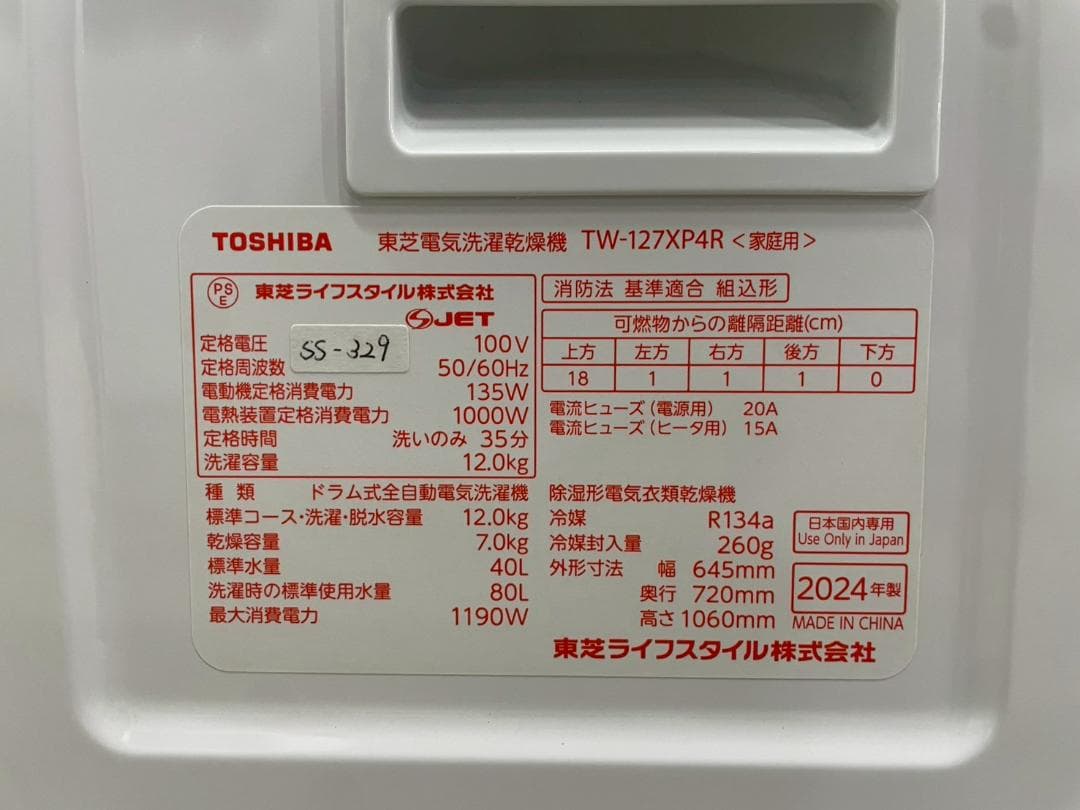 TOSHIBA 東芝電気洗濯乾燥機 TW-127XP4R <家庭用>
PSE 東芝ライフスタイル株式会社
JET
定格電圧 100V
SS-329
定格周波数 50/60Hz
電動機定格消費電力 135W
電熱装置定格消費電力 1000W
定格時間 洗いのみ 35分
洗濯容量 12.0kg
種類 ドラム式全自動電気洗濯機
標準コース・洗濯・脱水容量 12.0kg
乾燥容量 7.0kg
標準水量 40L
洗濯時の標準使用水量 80L
最大消費電力 1190W
消防法 基準適合 組込形
可燃物からの離隔距離(cm)
上方 左方 右方 後方 下方
18 1 1 1 0
電流ヒューズ(電源用) 20A
電流ヒューズ(ヒータ用) 15A
除湿形電気衣類乾燥機
冷媒 R134a
冷媒封入量 260g
外形寸法 幅 645mm
奥行 720mm
高さ 1060mm
日本国内専用
Use Only in Japan
2024年製
MADE IN CHINA
東芝ライフスタイル株式会社